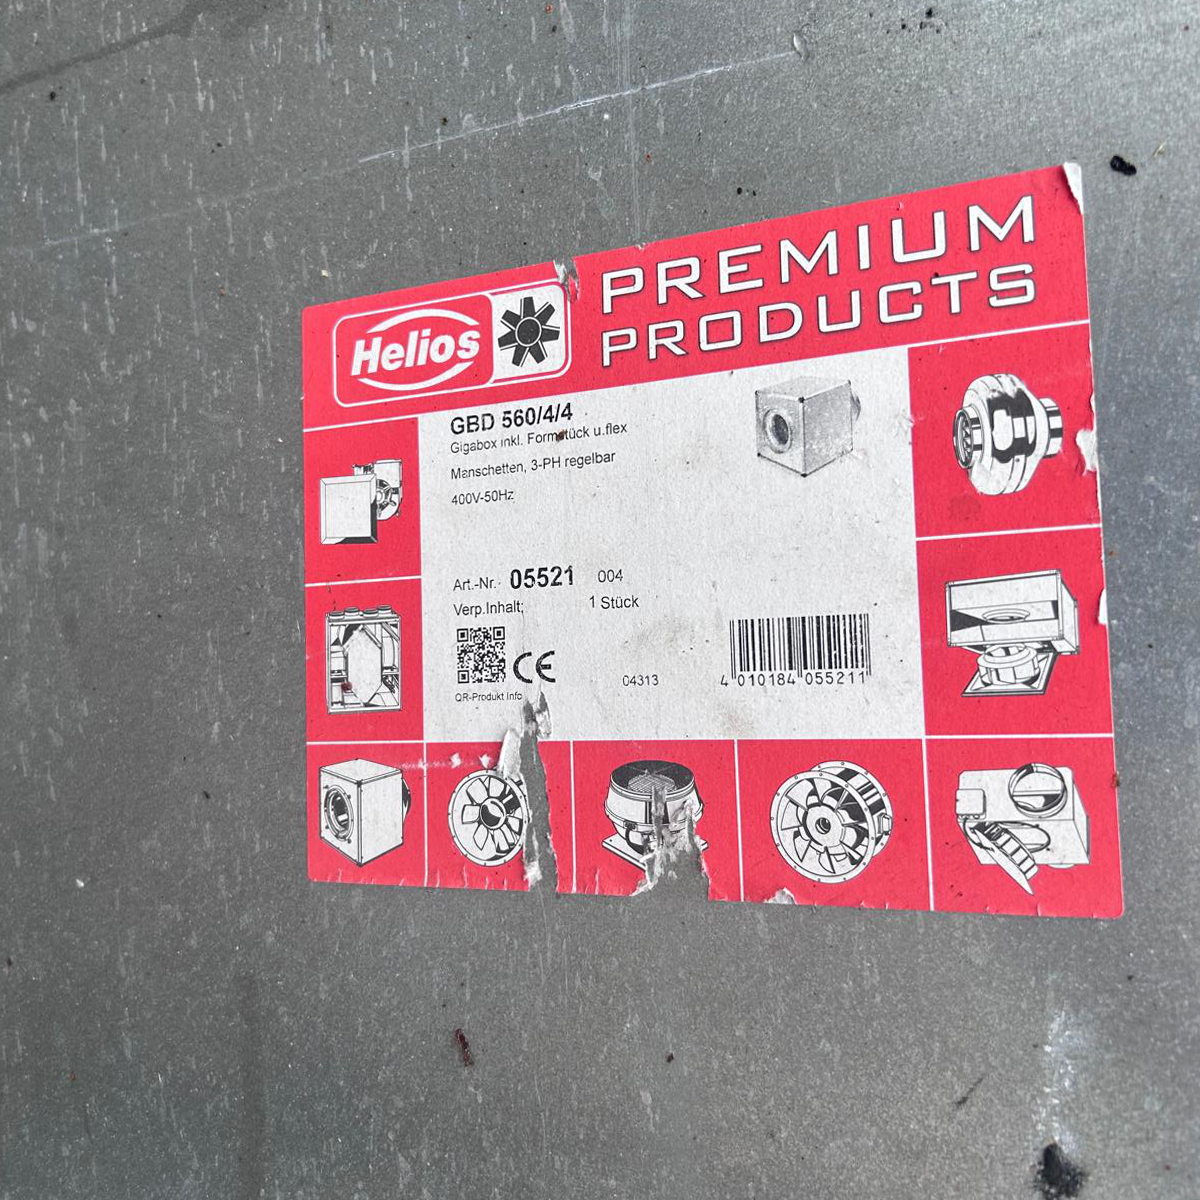 Helios
PREMIUM
PRODUCTS
GBD 560/4/4
Gigabox inkl. Formstück u.flex
Manschetten, 3-PH regelbar
400V-50Hz
Art.-Nr. 05521 004
Verp.Inhalt; 1 Stück
CE
QR-Produkt Info
04313
4 010184 055211